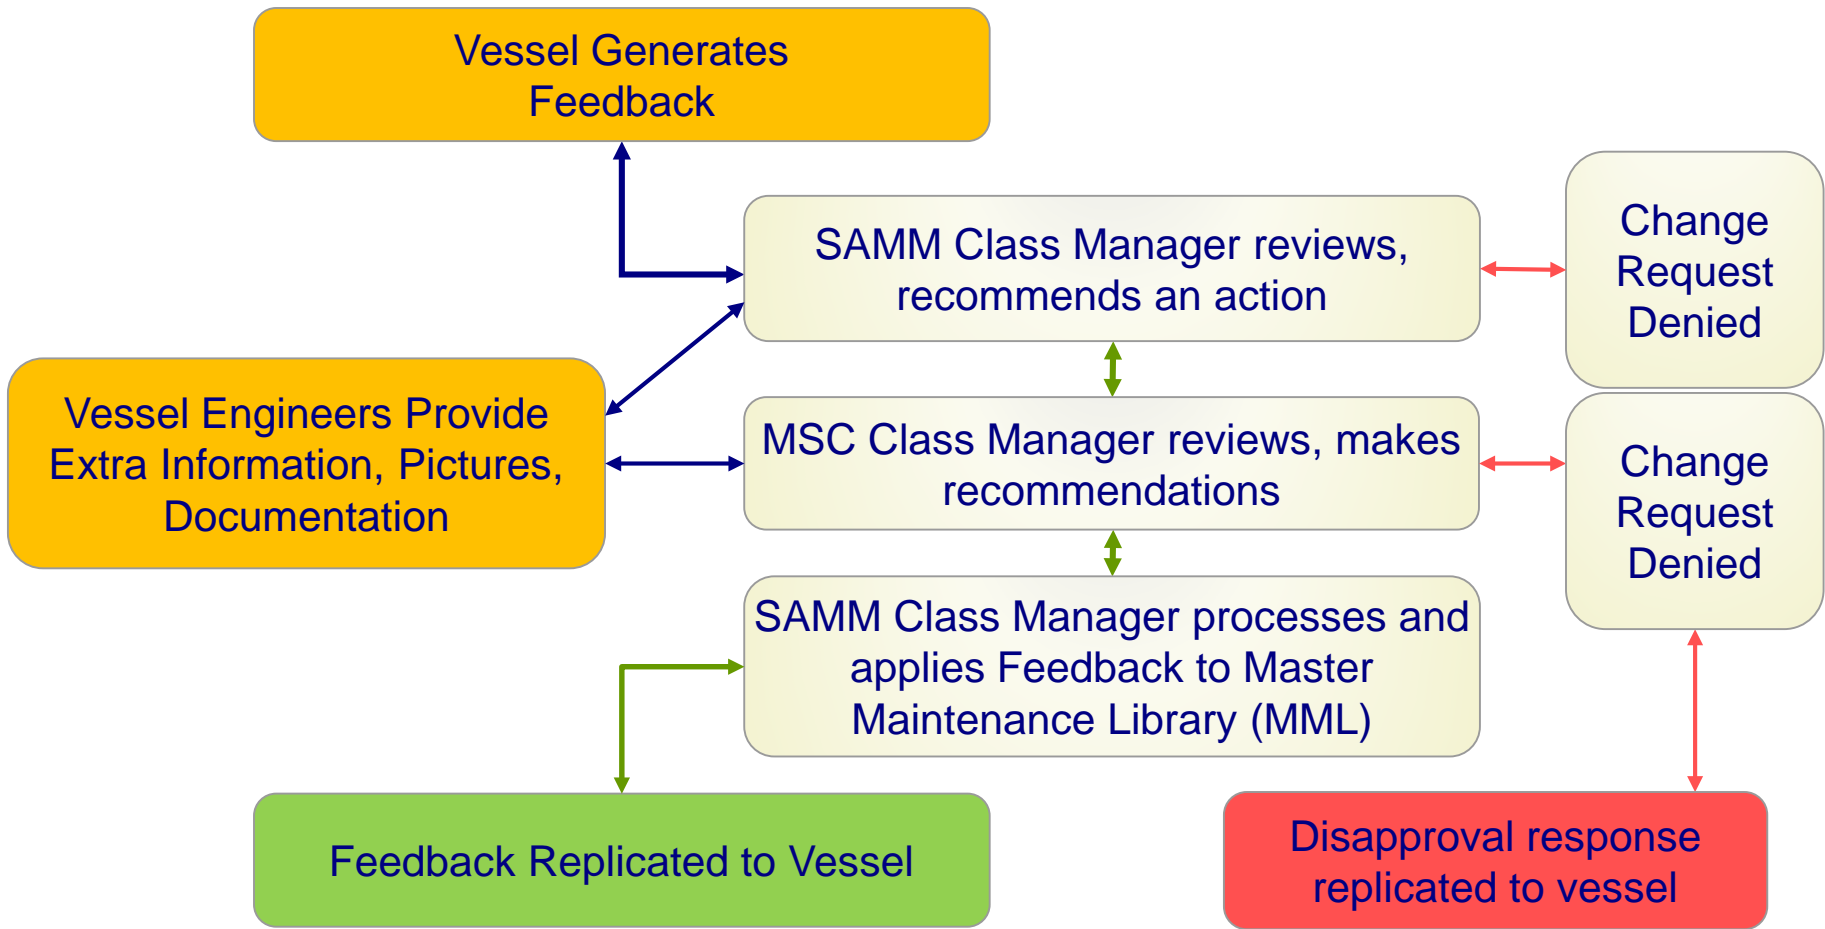 Vessel Generates
Feedback
SAMM Class Manager reviews,
recommends an action
Change
Request
Denied
Vessel Engineers Provide
Extra Information, Pictures,
Documentation
MSC Class Manager reviews, makes
recommendations
Change
Request
Denied
SAMM Class Manager processes and
applies Feedback to Master
Maintenance Library (MML)
Feedback Replicated to Vessel
Disapproval response
replicated to vessel